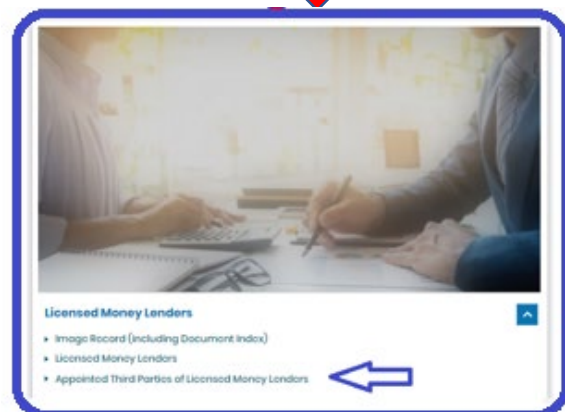 Licensed Money Lenders
Image Record (Including Document Index)
Licensed Money Lenders
Appointed Third Parties of Licensed Money Lenders